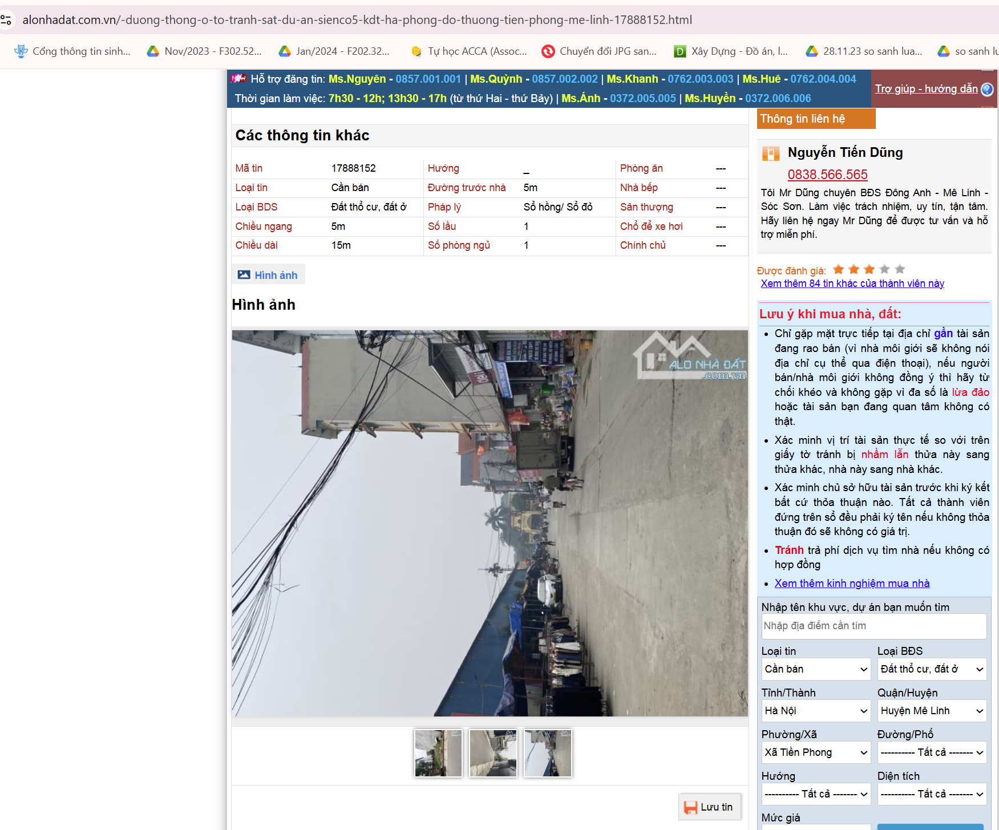 alonhadat.com.vn/-duong-thong-o-to-tranh-sat-du-an-sienco5-kdt-ha-phong-do-thuong-tien-phong-me-linh-17888152.html
Cổng thông tin sinh... Nov/2023 - F302.52... Jan/2024 - F202.32... Tự học ACCA (Assoc... Chuyển đổi JPG san... Xây Dựng - Đồ án, l... 28.11.23 so sanh lua... so sanh lu
Hỗ trợ đăng tin: Ms.Nguyên - 0857.001.001 | Ms.Quỳnh - 0857.002.002 | Ms.Khanh - 0762.003.003 | Ms.Huê - 0762.004.004
Thời gian làm việc: 7h30 - 12h; 13h30 - 17h (từ thứ Hai - thứ Bảy) | Ms.Ánh - 0372.005.005 | Ms.Huyền - 0372.006.006
Trợ giúp - hướng dẫn
Các thông tin khác
Mã tin 17888152 Hướng _ Phòng ăn ---
Loại tin Cần bán Đường trước nhà 5m Nhà bếp ---
Loại BDS Đất thổ cư, đất ở Pháp lý Sổ hồng/ Sổ đỏ Sân thượng ---
Chiều ngang 5m Số lầu 1 Chổ để xe hơi ---
Chiều dài 15m Số phòng ngủ 1 Chính chủ ---
Hình ảnh
Hình ảnh
ALO NHÀ ĐẤT
.com.vn
Lưu tin
Thông tin liên hệ
Nguyễn Tiến Dũng
0838.566.565
Tôi Mr Dũng chuyên BĐS Đông Anh - Mê Linh -
Sóc Sơn. Làm việc trách nhiệm, uy tín, tận tâm.
Hãy liên hệ ngay Mr Dũng để được tư vấn và hỗ
trợ miễn phí.
Được đánh giá:
Xem thêm 84 tin khác của thành viên này
Lưu ý khi mua nhà, đất:
• Chỉ gặp mặt trực tiếp tại địa chỉ gần tài sản
đang rao bán (vì nhà môi giới sẽ không nói
địa chỉ cụ thể qua điện thoại), nếu người
bán/nhà môi giới không đồng ý thì hãy từ
chối khéo và không gặp vì đa số là lừa đảo
hoặc tài sản bạn đang quan tâm không có
thật.
• Xác minh vị trí tài sản thực tế so với trên
giấy tờ tránh bị nhầm lẫn thửa này sang
thửa khác, nhà này sang nhà khác.
• Xác minh chủ sở hữu tài sản trước khi ký kết
bất cứ thỏa thuận nào. Tất cả thành viên
đứng trên sổ đều phải ký tên nếu không thỏa
thuận đó sẽ không có giá trị.
• Tránh trả phí dịch vụ tìm nhà nếu không có
hợp đồng
• Xem thêm kinh nghiệm mua nhà
Nhập tên khu vực, dự án bạn muốn tìm
Nhập địa điểm cần tìm
Loại tin Loại BĐS
Cần bán Đất thổ cư, đất ở
Tỉnh/Thành Quận/Huyện
Hà Nội Huyện Mê Linh
Phường/Xã Đường/Phố
Xã Tiền Phong ---------- Tất cả -------
Hướng Diện tích
---------- Tất cả ------- ---------- Tất cả -------
Mức giá